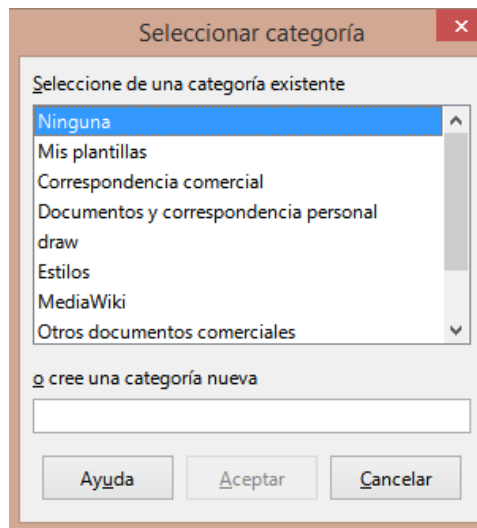 Seleccionar categoría
Seleccione de una categoría existente
Ninguna
Mis plantillas
Correspondencia comercial
Documentos y correspondencia personal
draw
Estilos
MediaWiki
Otros documentos comerciales
o cree una categoría nueva
Ayuda Aceptar Cancelar